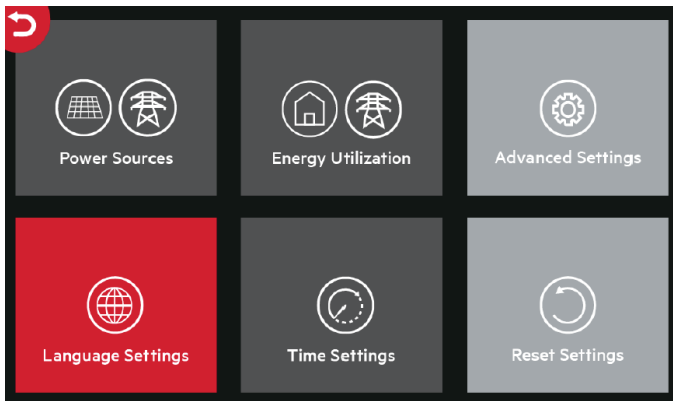 Power Sources
Energy Utilization
Advanced Settings
Language Settings
Time Settings
Reset Settings